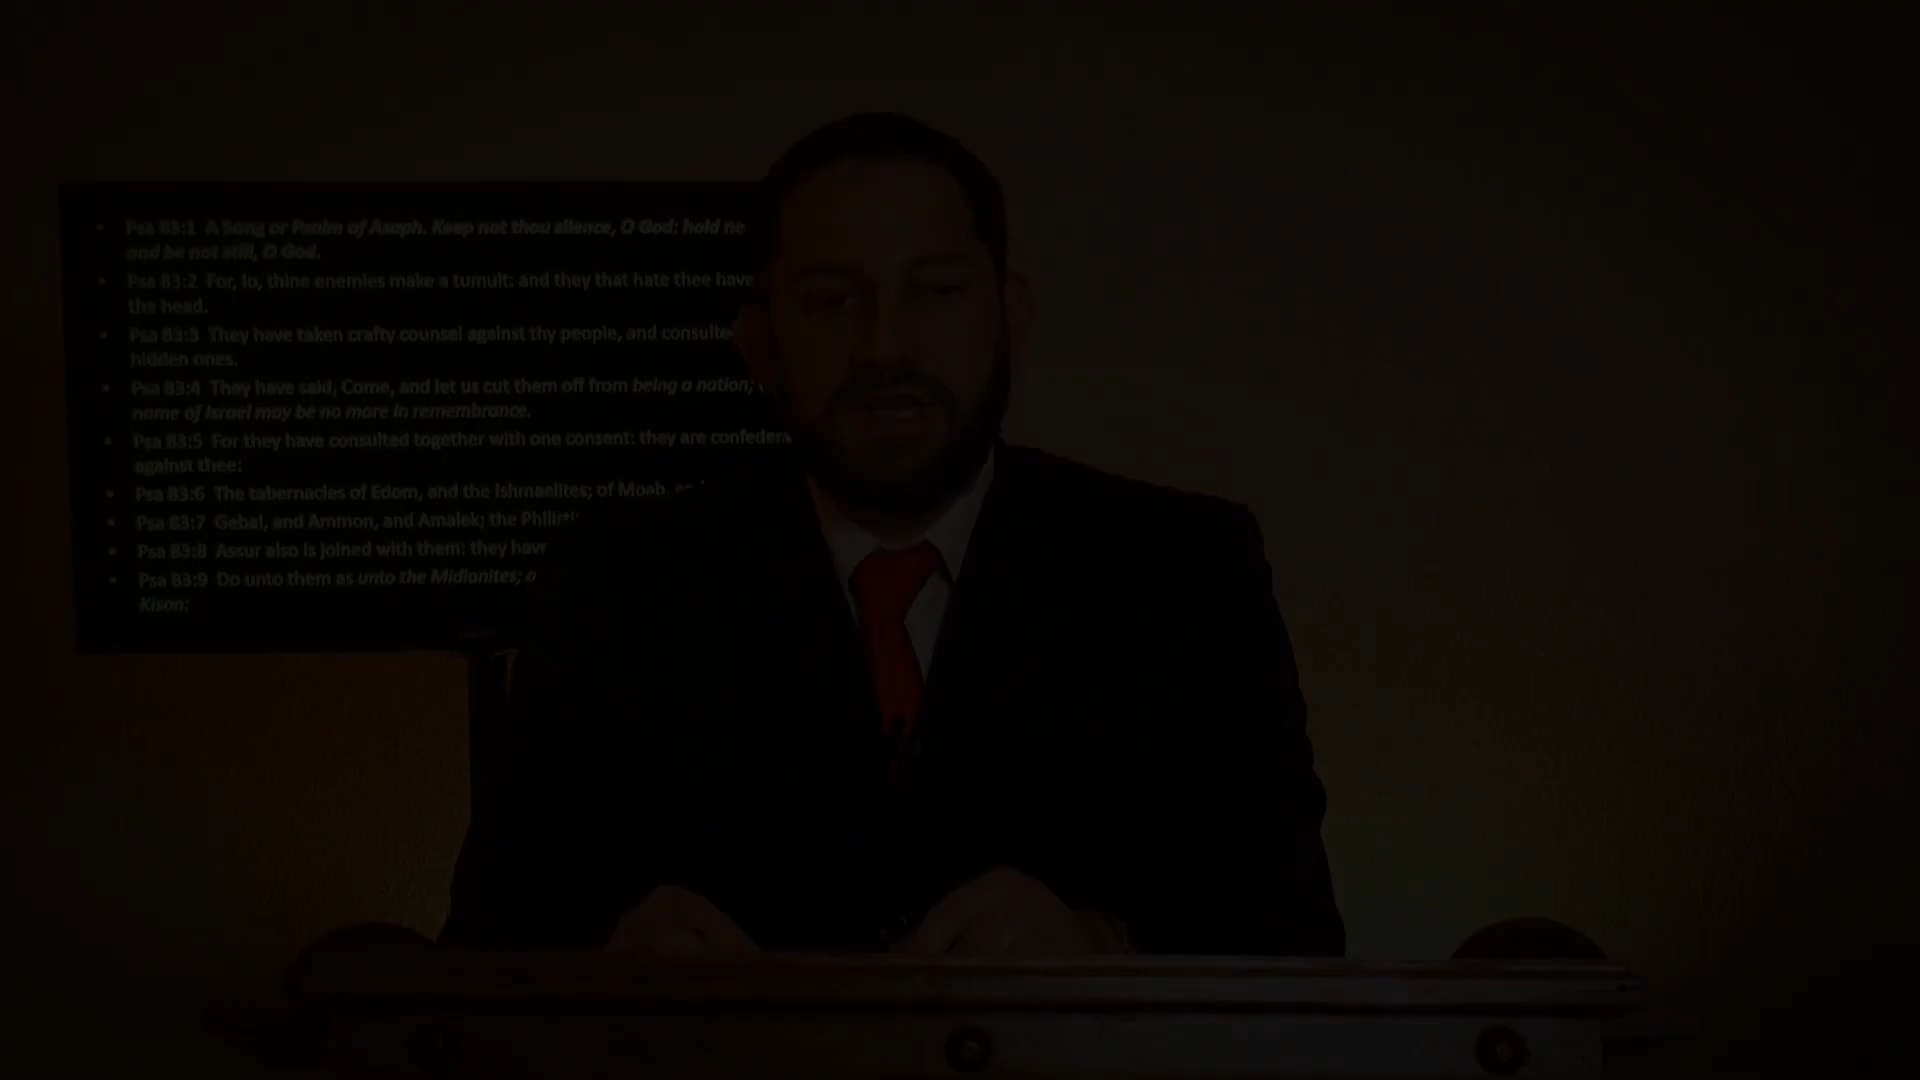 • Psa 83:1 A Song or Psalm of Asaph. Keep not thou silence, O God: hold no
and be not still, O God.
• Psa 83:2 For, lo, thine enemies make a tumult: and they that hate thee have
the head.
• Psa 83:3 They have taken crafty counsel against thy people, and consulte
hidden ones.
• Psa 83:4 They have said, Come, and let us cut them off from being a nation;
name of Israel may be no more in remembrance.
• Psa 83:5 For they have consulted together with one consent: they are confeder
against thee:
• Psa 83:6 The tabernacles of Edom, and the Ishmaelites; of Moab,
• Psa 83:7 Gebal, and Ammon, and Amalek; the
• Psa 83:8 Assur also is joined with them: they have
• Psa 83:9 Do unto them as unto the Midianites;
Kison: